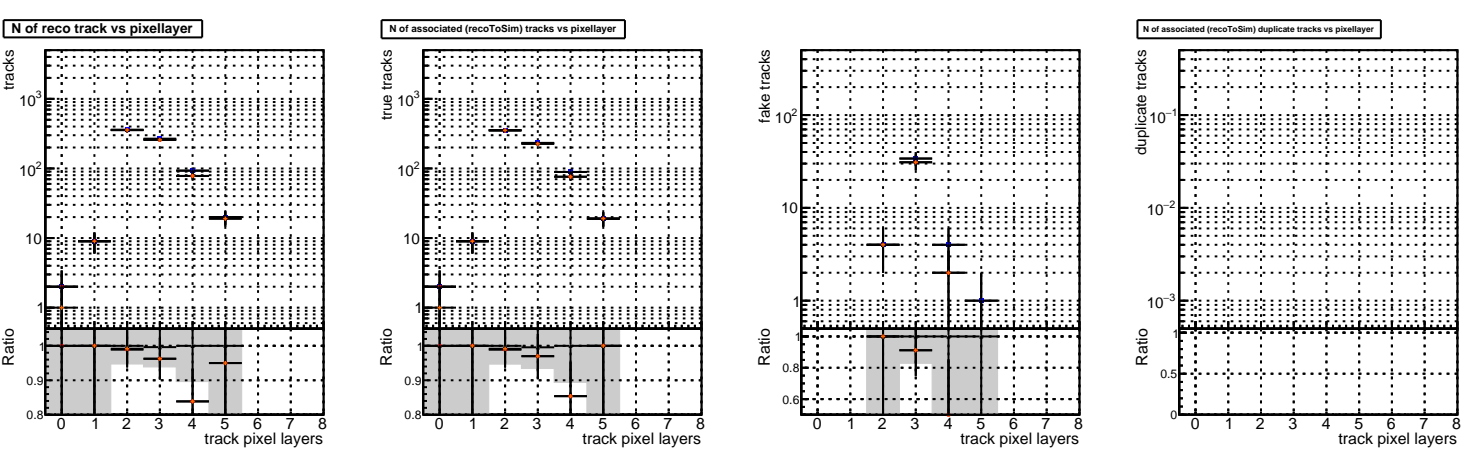 N of reco track vs pixellayer
tracks
10³
10²
10
1
Ratio
1
0.9
0.8
0 1 2 3 4 5 6 7 8
track pixel layers
N of associated (recoToSim) tracks vs pixellayer
true tracks
10³
10²
10
1
Ratio
1
0.9
0.8
0 1 2 3 4 5 6 7 8
track pixel layers
fake tracks
10²
10
1
Ratio
1
0.8
0.6
0 1 2 3 4 5 6 7 8
track pixel layers
N of associated (recoToSim) duplicate tracks vs pixellayer
duplicate tracks
10⁻¹
10⁻²
10⁻³
Ratio
1
0.5
0
0 1 2 3 4 5 6 7 8
track pixel layers